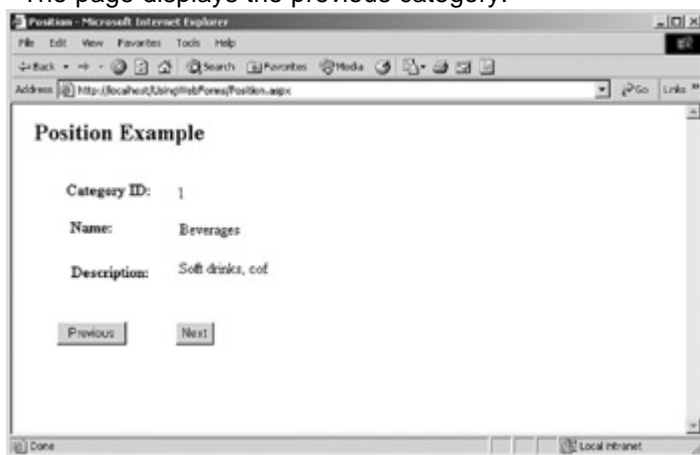 The page displays the previous category.
Position - Microsoft Internet Explorer
File Edit View Favorites Tools Help
Back Search Favorites Media
Address http://localhost/UsingWebForms/Position.aspx Go Links »
Position Example
Category ID: 1
Name: Beverages
Description: Soft drinks, cof
Previous Next
Done Local intranet